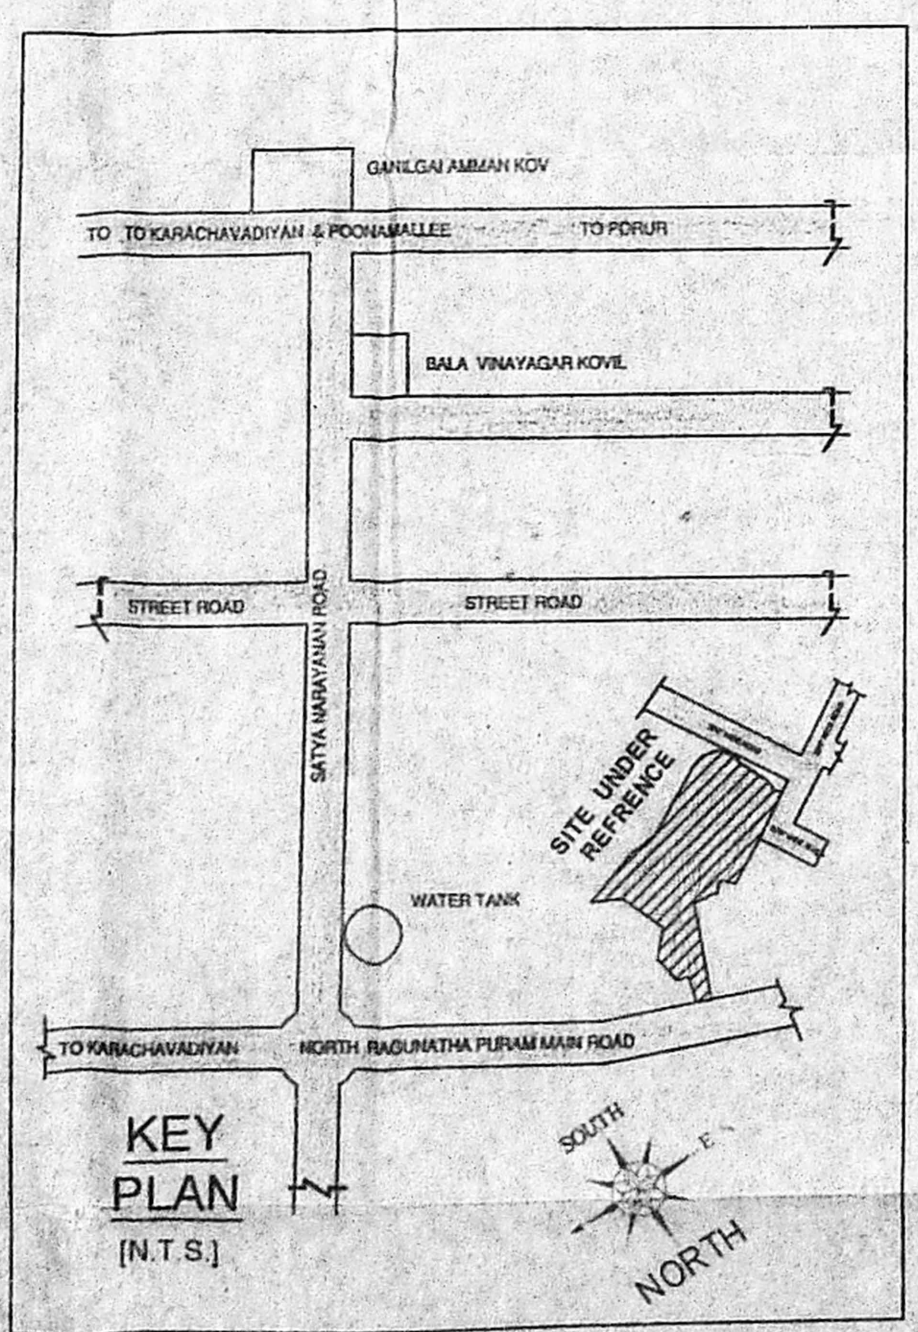 GANILGAI AMMAN KOV
TO TO KARACHAVADIYAN & POONAMALLEE
TO PORUR
BALA VINAYAGAR KOVIL
STREET ROAD
STREET ROAD
SATYA NARAYANAN ROAD
SITE UNDER
REFRENCE
WATER TANK
TO KARACHAVADIYAN
NORTH RAGUNATHA PURAM MAIN ROAD
KEY
PLAN
[N.T.S.]
SOUTH
E
NORTH